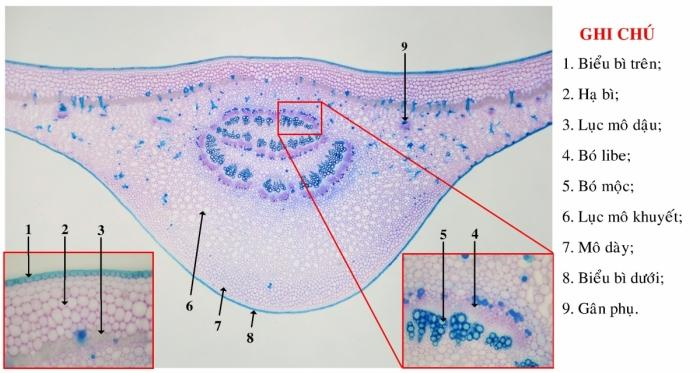 9
GHI CHÚ
1. Biểu bì trên;
2. Hạ bì;
3. Lục mô dậu;
4. Bó libe;
5. Bó mộc;
6. Lục mô khuyết;
7. Mô dày;
8. Biểu bì dưới;
9. Gân phụ.
1 2 3
5 4
6
7
8